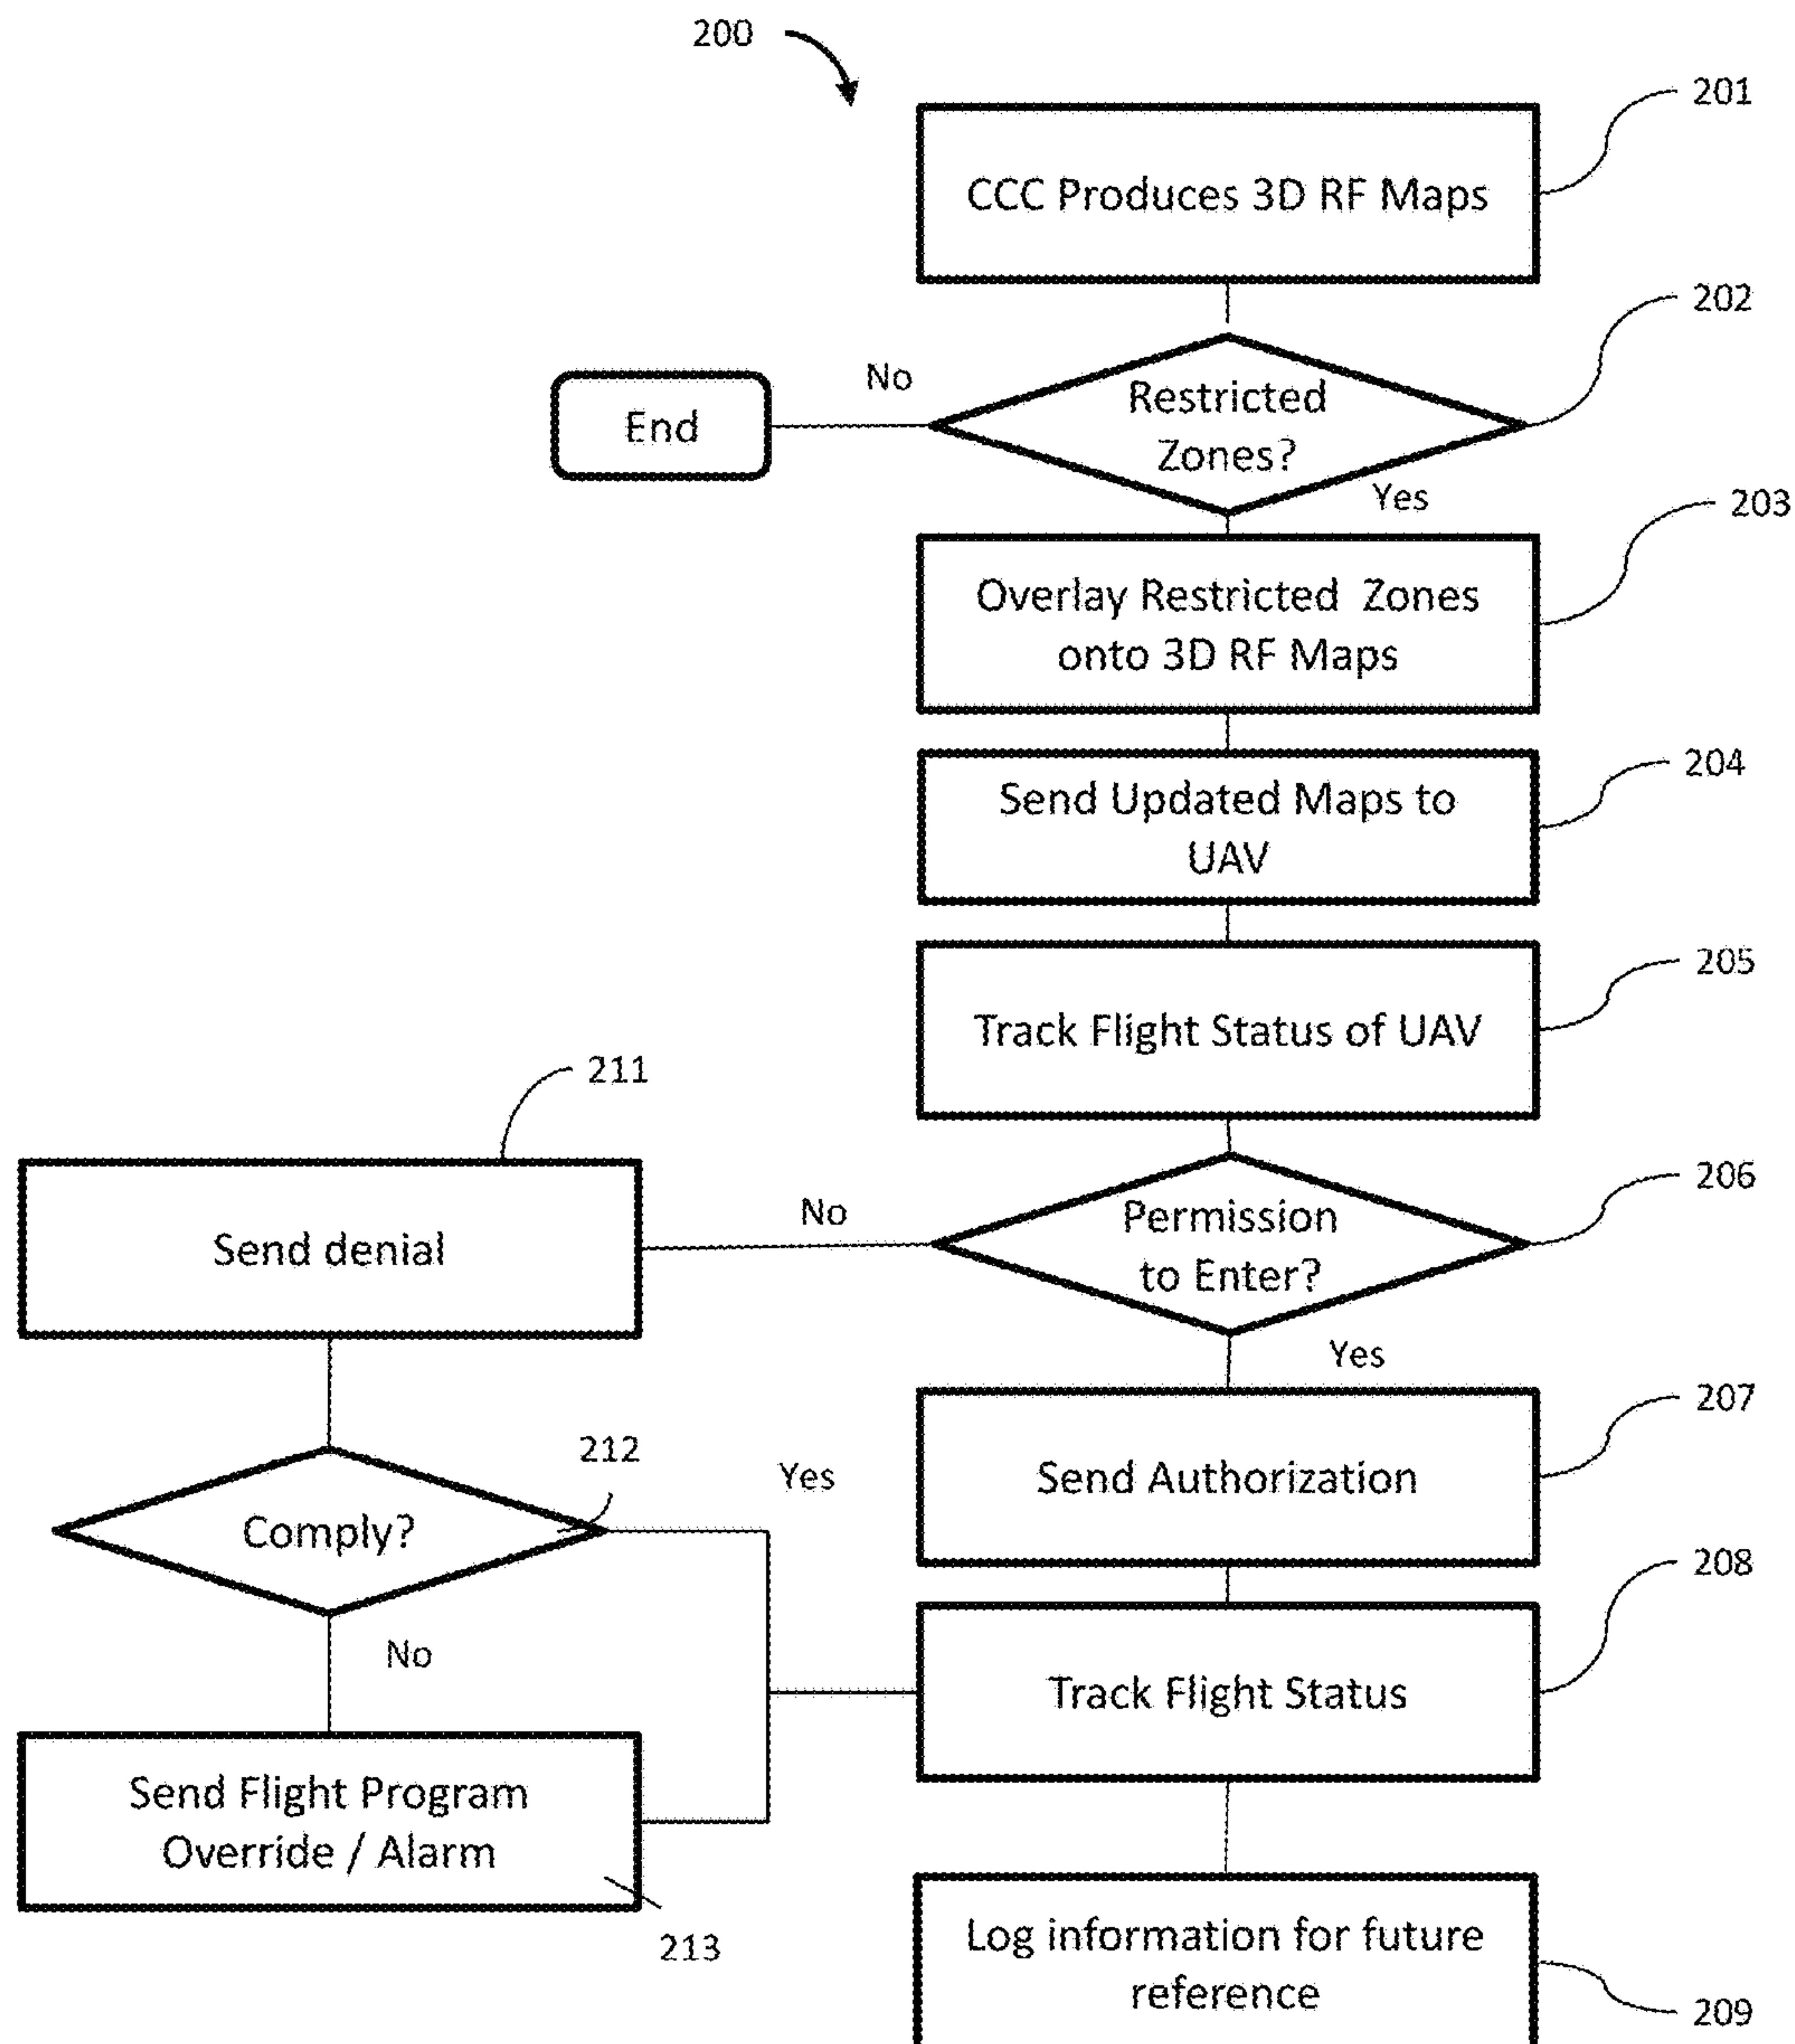 200
201
CCC Produces 3D RF Maps
202
No
Restricted
Zones?
End
Yes
203
Overlay Restricted Zones
onto 3D RF Maps
204
Send Updated Maps to
UAV
205
Track Flight Status of UAV
211
206
No
Permission
to Enter?
Send denial
Yes
207
212
Yes
Send Authorization
Comply?
208
No
Track Flight Status
Send Flight Program
Override / Alarm
213
Log information for future
reference
209